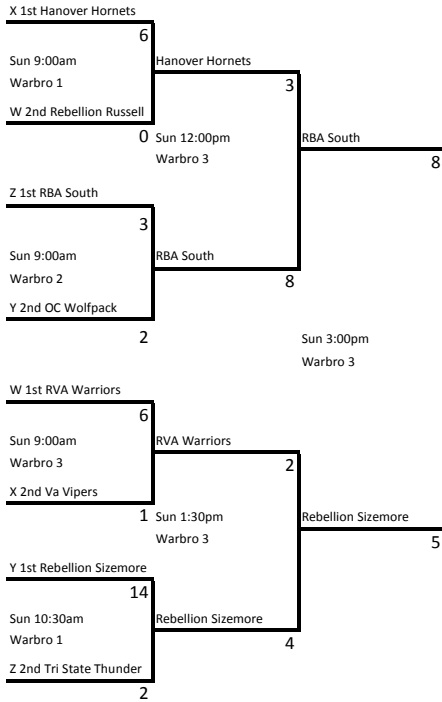 X 1st Hanover Hornets
6
Sun 9:00am
Hanover Hornets
Warbro 1
3
W 2nd Rebellion Russell
0
Sun 12:00pm
RBA South
Warbro 3
8
Z 1st RBA South
3
Sun 9:00am
RBA South
Warbro 2
8
Y 2nd OC Wolfpack
2
Sun 3:00pm
Warbro 3
W 1st RVA Warriors
6
Sun 9:00am
RVA Warriors
Warbro 3
2
X 2nd Va Vipers
1
Sun 1:30pm
Rebellion Sizemore
Warbro 3
5
Y 1st Rebellion Sizemore
14
Sun 10:30am
Rebellion Sizemore
Warbro 1
4
Z 2nd Tri State Thunder
2